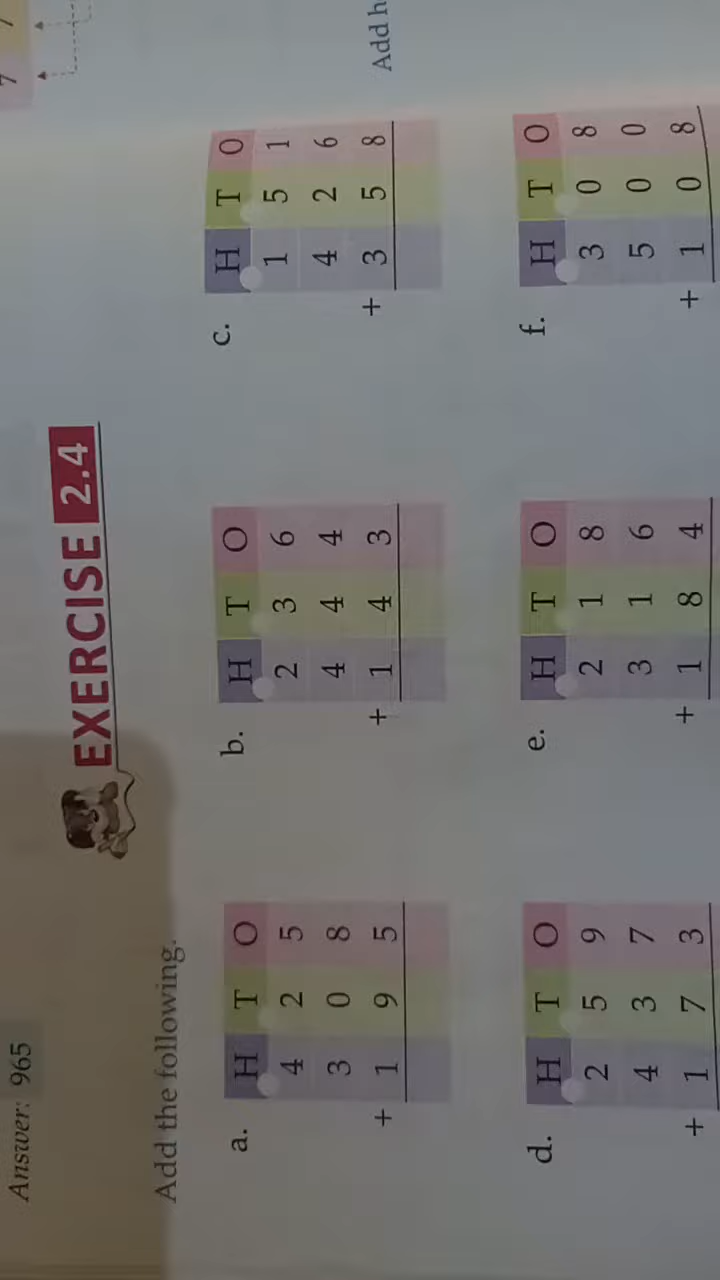 7 7
Answer: 965
EXERCISE 2.4
Add the following.
a. b. c.
H T O H T O H T O
4 2 5 2 3 6 1 5 1
3 0 8 4 4 4 4 2 6
+ 1 9 5 + 1 4 3 + 3 5 8
Add h
d. e. f.
H T O H T O H T O
2 5 9 2 1 8 3 0 8
4 3 7 3 1 6 5 0 0
+ 1 7 3 + 1 8 4 + 1 0 8